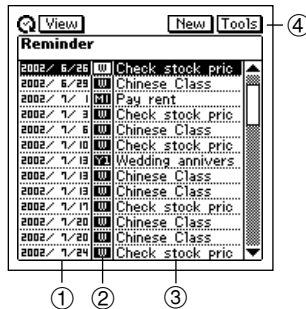 View New Tools ④
Reminder
2002/ 6/26 W Check stock pric
2002/ 6/29 W Chinese Class
2002/ 7/ 1 M1 Pay rent
2002/ 7/ 3 W Check stock pric
2002/ 7/ 6 W Chinese Class
2002/ 7/10 W Check stock pric
2002/ 7/13 Y1 Wedding annivers
2002/ 7/13 W Chinese Class
2002/ 7/13 W Chinese Class
2002/ 7/17 W Check stock pric
2002/ 7/20 W Chinese Class
2002/ 7/20 W Chinese Class
2002/ 7/24 W Check stock pric
① ② ③